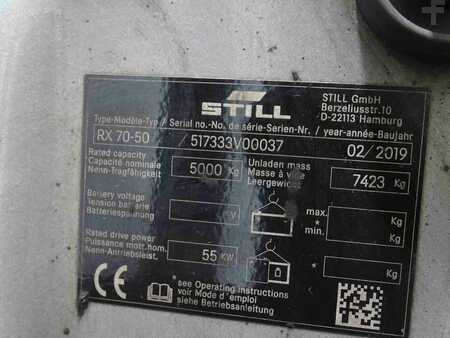 STILL
STILL GmbH
Berzeliusstr.10
D-22113 Hamburg
Type-Modèle-Typ / Serial no.-No. de série-Serien-Nr. / year-année-Baujahr
RX 70-50 / 517333V00037 02 / 2019
Rated capacity
Capacité nominale
Nenn-Tragfähigkeit
5000 Kg
Unladen mass
Masse à vide
Leergewicht
7423 Kg
Battery voltage
Tension batterie
Batteriespannung
V
max. Kg
*
min. Kg
Rated drive power
Puissance mot. nom.
Nenn-Antriebsleist.
55 KW
* Kg
CE
see Operating instructions
voir Mode d'emploi
siehe Betriebsanleitung